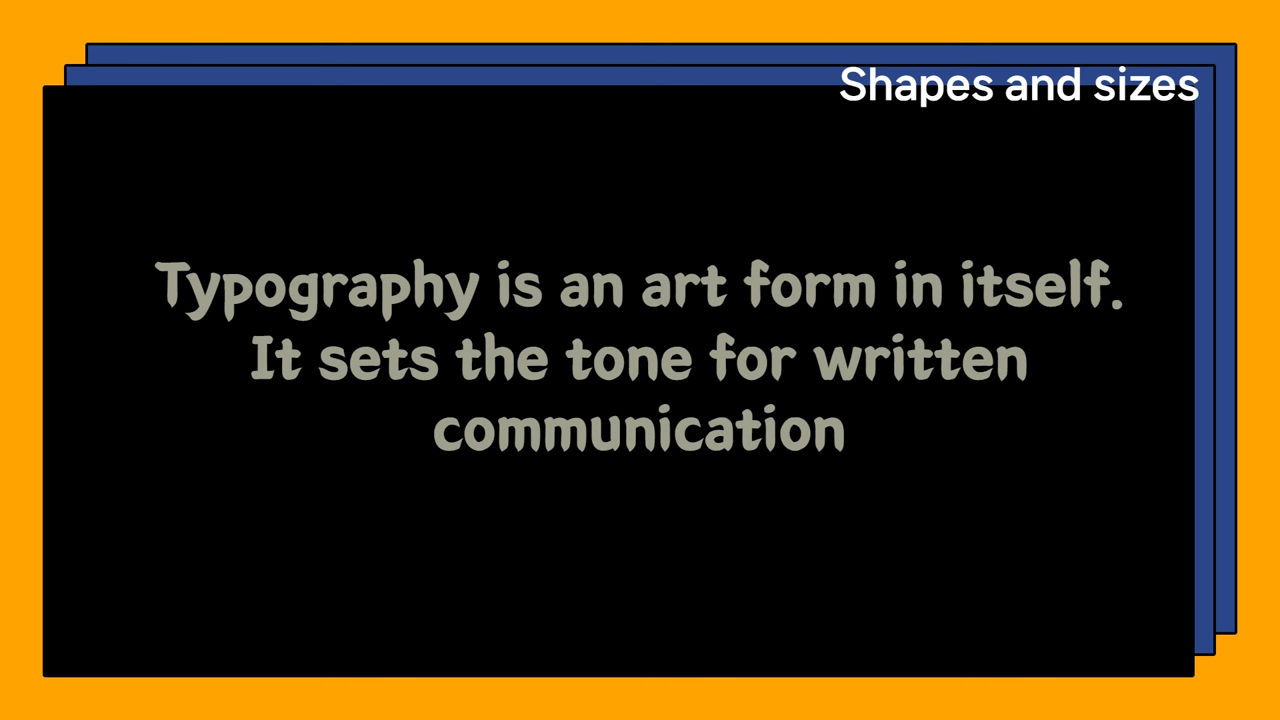 Shapes and sizes
Typography is an art form in itself.
It sets the tone for written
communication